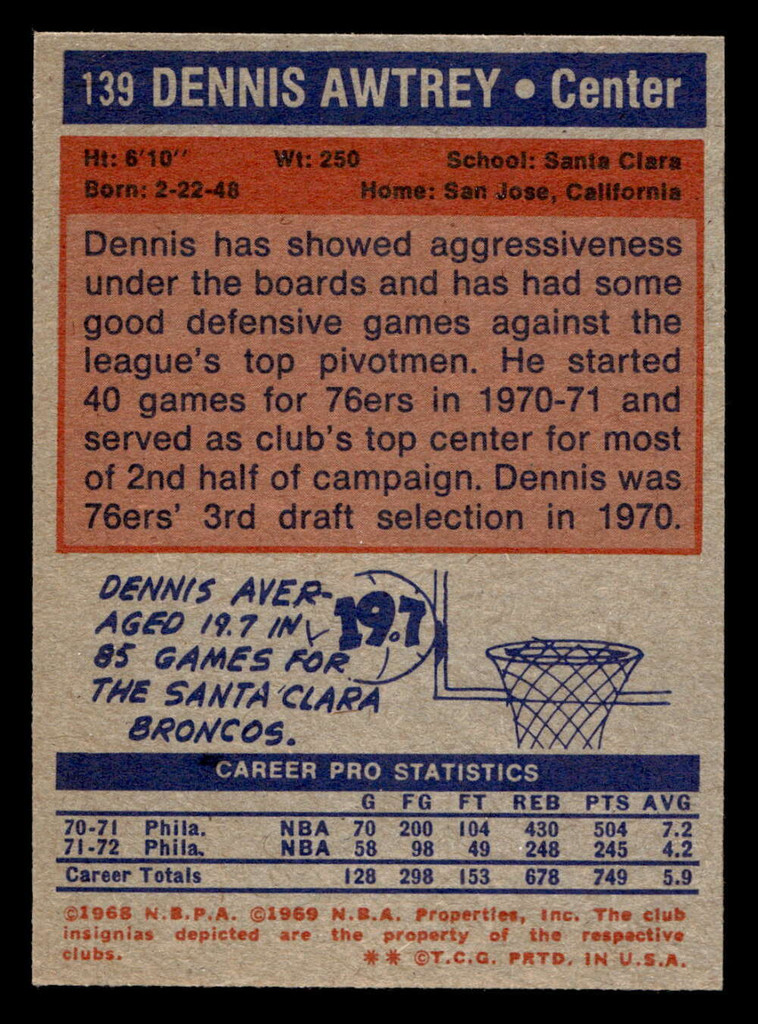 139 DENNIS AWTREY • Center
Ht: 6'10" Wt: 250 School: Santa Clara
Born: 2-22-48 Home: San Jose, California
Dennis has showed aggressiveness
under the boards and has had some
good defensive games against the
league's top pivotmen. He started
40 games for 76ers in 1970-71 and
served as club's top center for most
of 2nd half of campaign. Dennis was
76ers' 3rd draft selection in 1970.
DENNIS AVER-
AGED 19.7 IN
85 GAMES FOR
THE SANTA CLARA
BRONCOS.
19.7
CAREER PRO STATISTICS
G FG FT REB PTS AVG
70-71 Phila. NBA 70 200 104 430 504 7.2
71-72 Phila. NBA 58 98 49 248 245 4.2
Career Totals 128 298 153 678 749 5.9
©1968 N.B.P.A. ©1969 N.B.A. Properties, Inc. The club
insignias depicted are the property of the respective
clubs. ** ©T.C.G. PRTD. IN U.S.A.